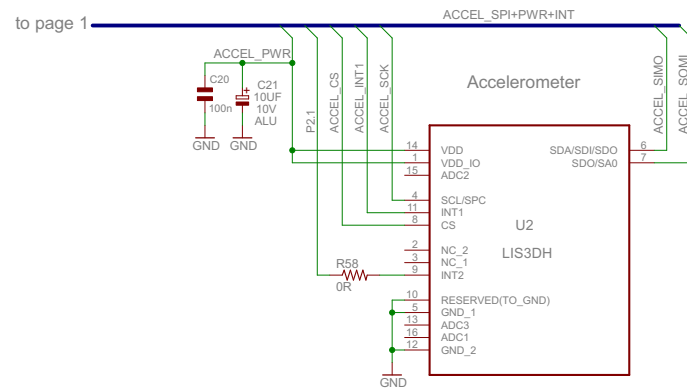 ACCEL_SPI+PWR+INT
to page 1
ACCEL_PWR
C20
100n
GND
C21
10UF
10V
ALU
GND
P2.1
ACCEL_CS
ACCEL_INT1
ACCEL_SCK
ACCEL_SIMO
ACCEL_SOMI
Accelerometer
14 VDD
1 VDD_IO
15 ADC2
SDA/SDI/SDO 6
SDO/SA0 7
4 SCL/SPC
11 INT1
8 CS
U2
LIS3DH
2 NC_2
3 NC_1
9 INT2
R58
0R
10 RESERVED(TO_GND)
5 GND_1
13 ADC3
16 ADC1
12 GND_2
GND